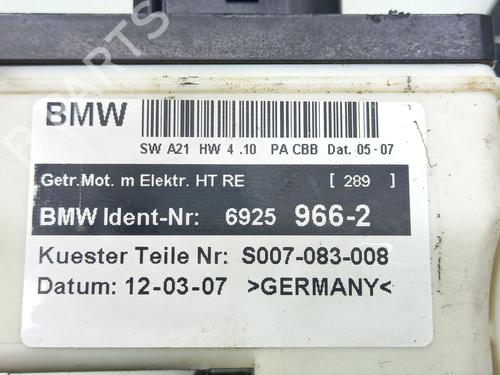 BMW
SW A21 HW 4 .10 PA CBB Dat. 05-07
Getr.Mot. m Elektr. HT RE [ 289 ]
BMW Ident-Nr: 6925 966-2
Kuester Teile Nr: S007-083-008
Datum: 12-03-07 >GERMANY<